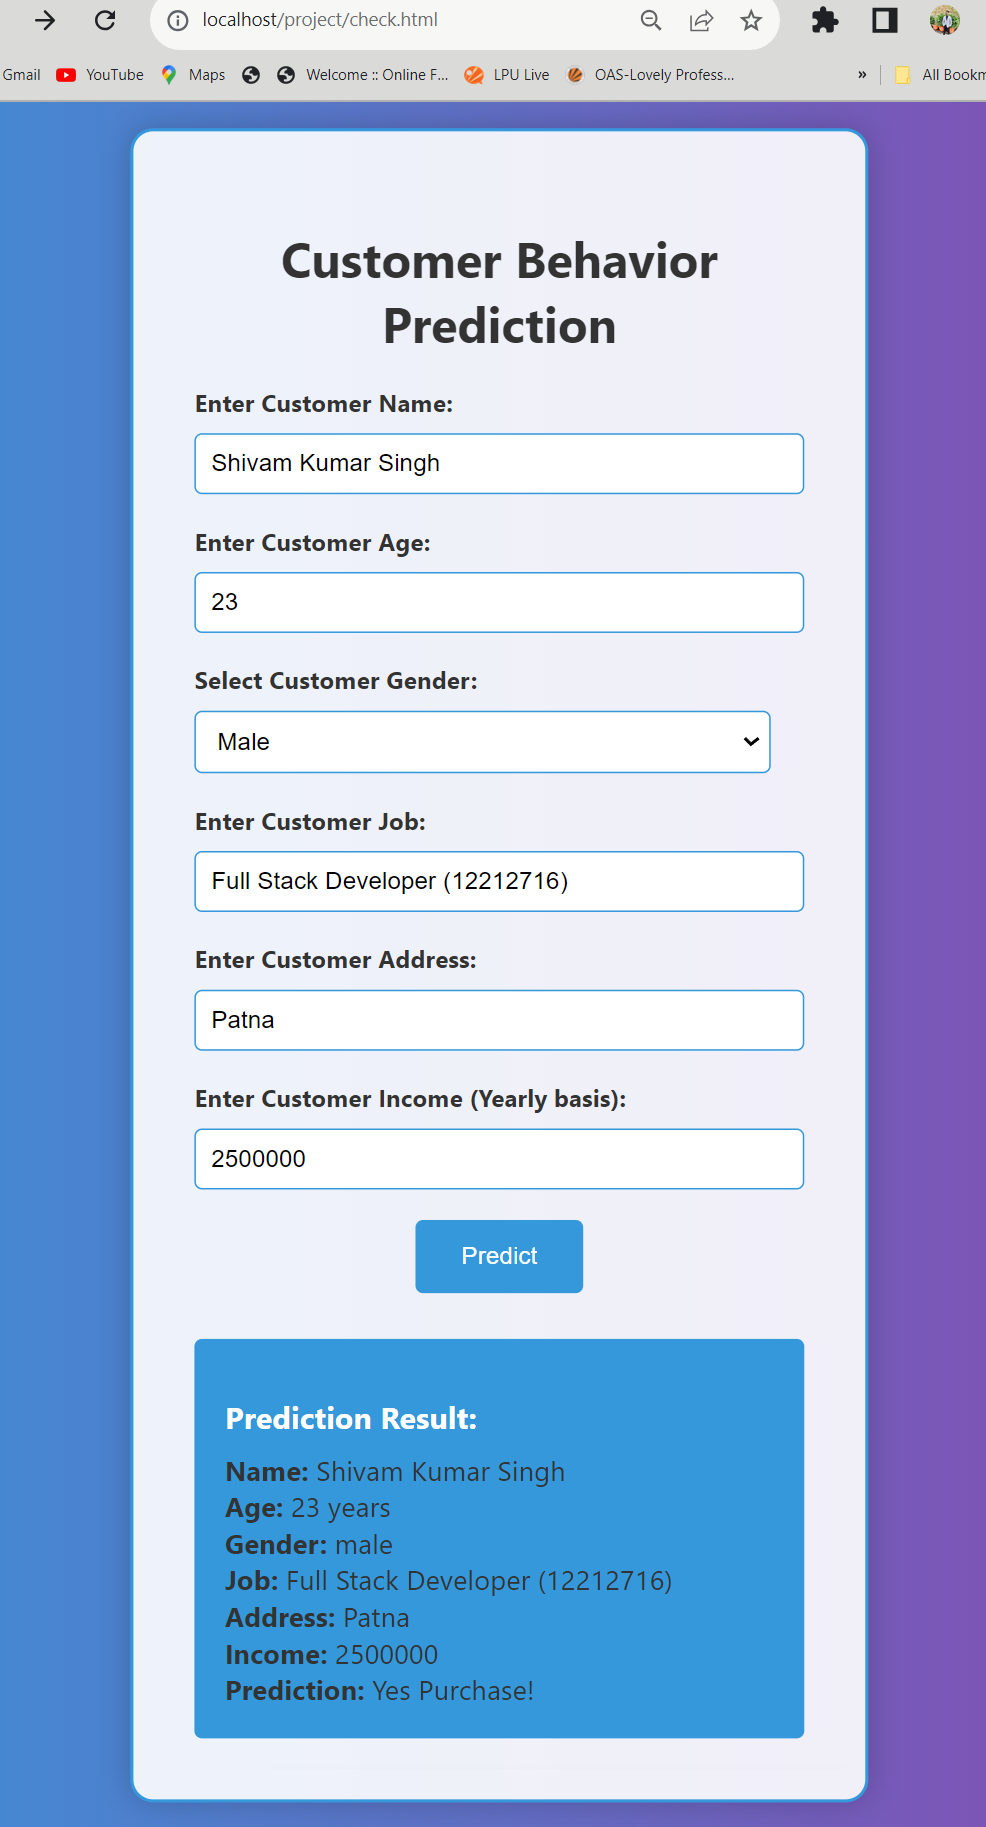 localhost/project/check.html
Gmail YouTube Maps Welcome :: Online F... LPU Live OAS-Lovely Profess... » All Bookm
Customer Behavior
Prediction
Enter Customer Name:
Shivam Kumar Singh
Enter Customer Age:
23
Select Customer Gender:
Male
Enter Customer Job:
Full Stack Developer (12212716)
Enter Customer Address:
Patna
Enter Customer Income (Yearly basis):
2500000
Predict
Prediction Result:
Name: Shivam Kumar Singh
Age: 23 years
Gender: male
Job: Full Stack Developer (12212716)
Address: Patna
Income: 2500000
Prediction: Yes Purchase!